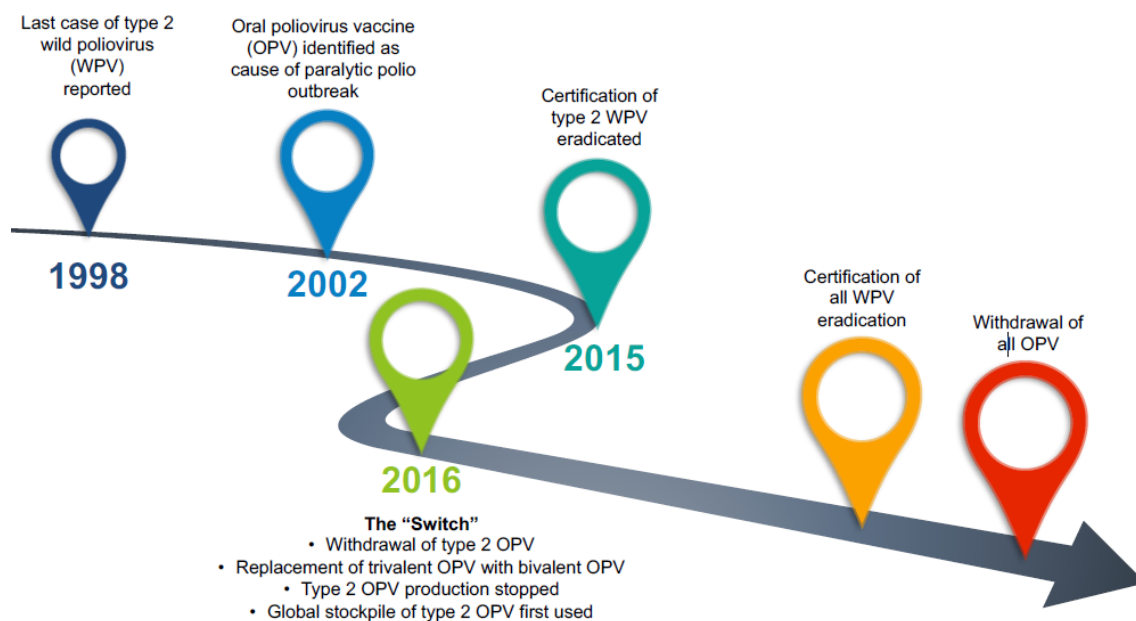 Last case of type 2
wild poliovirus
(WPV)
reported
1998
Oral poliovirus vaccine
(OPV) identified as
cause of paralytic polio
outbreak
2002
Certification of
type 2 WPV
eradicated
2015
2016
The “Switch”
• Withdrawal of type 2 OPV
• Replacement of trivalent OPV with bivalent OPV
• Type 2 OPV production stopped
• Global stockpile of type 2 OPV first used
Certification of
all WPV
eradication
Withdrawal of
all OPV